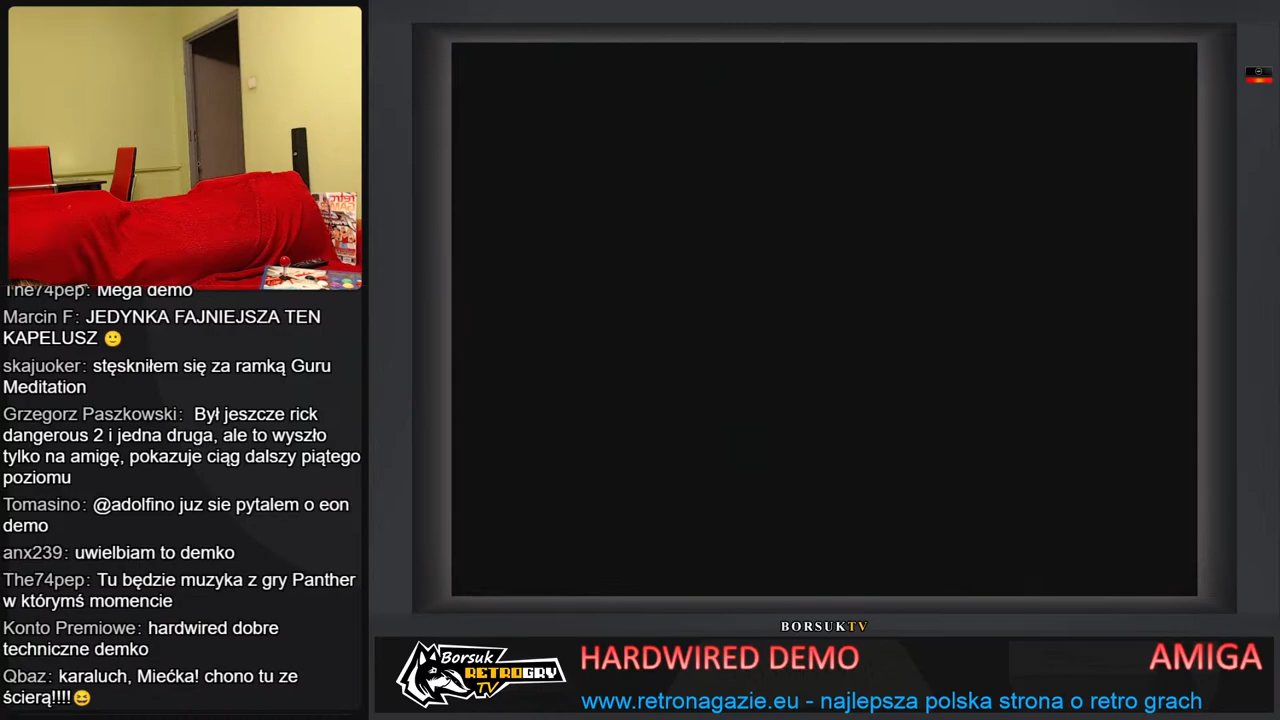 The74pep: Mega demo
Marcin F: JEDYNKA FAJNIEJSZA TEN
KAPELUSZ 🙂
skajuoker: stęskniłem się za ramką Guru
Meditation
Grzegorz Paszkowski: Był jeszcze rick
dangerous 2 i jedna druga, ale to wyszło
tylko na amigę, pokazuje ciąg dalszy piątego
poziomu
Tomasino: @adolfino juz sie pytalem o eon
demo
anx239: uwielbiam to demko
The74pep: Tu będzie muzyka z gry Panther
w którymś momencie
Konto Premiowe: hardwired dobre
techniczne demko
Qbaz: karaluch, Miećka! chono tu ze
ścierą!!!!😆
BORSUKTV
Borsuk
RETROGRY
TV
HARDWIRED DEMO
AMIGA
www.retronagazie.eu - najlepsza polska strona o retro grach